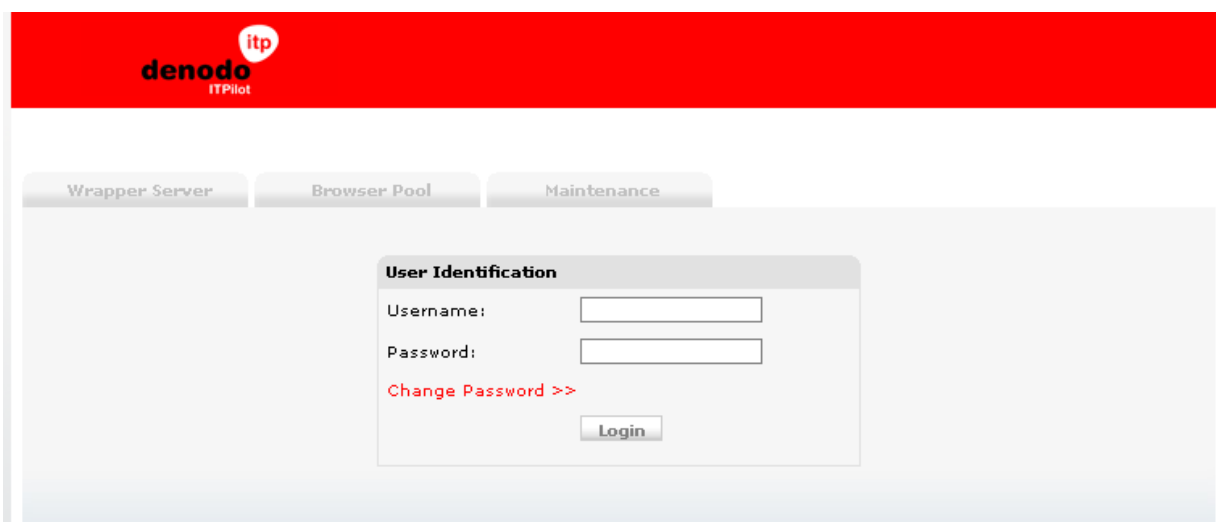 itp
denodo
ITPilot
Wrapper Server Browser Pool Maintenance
User Identification
Username:
Password:
Change Password >>
Login